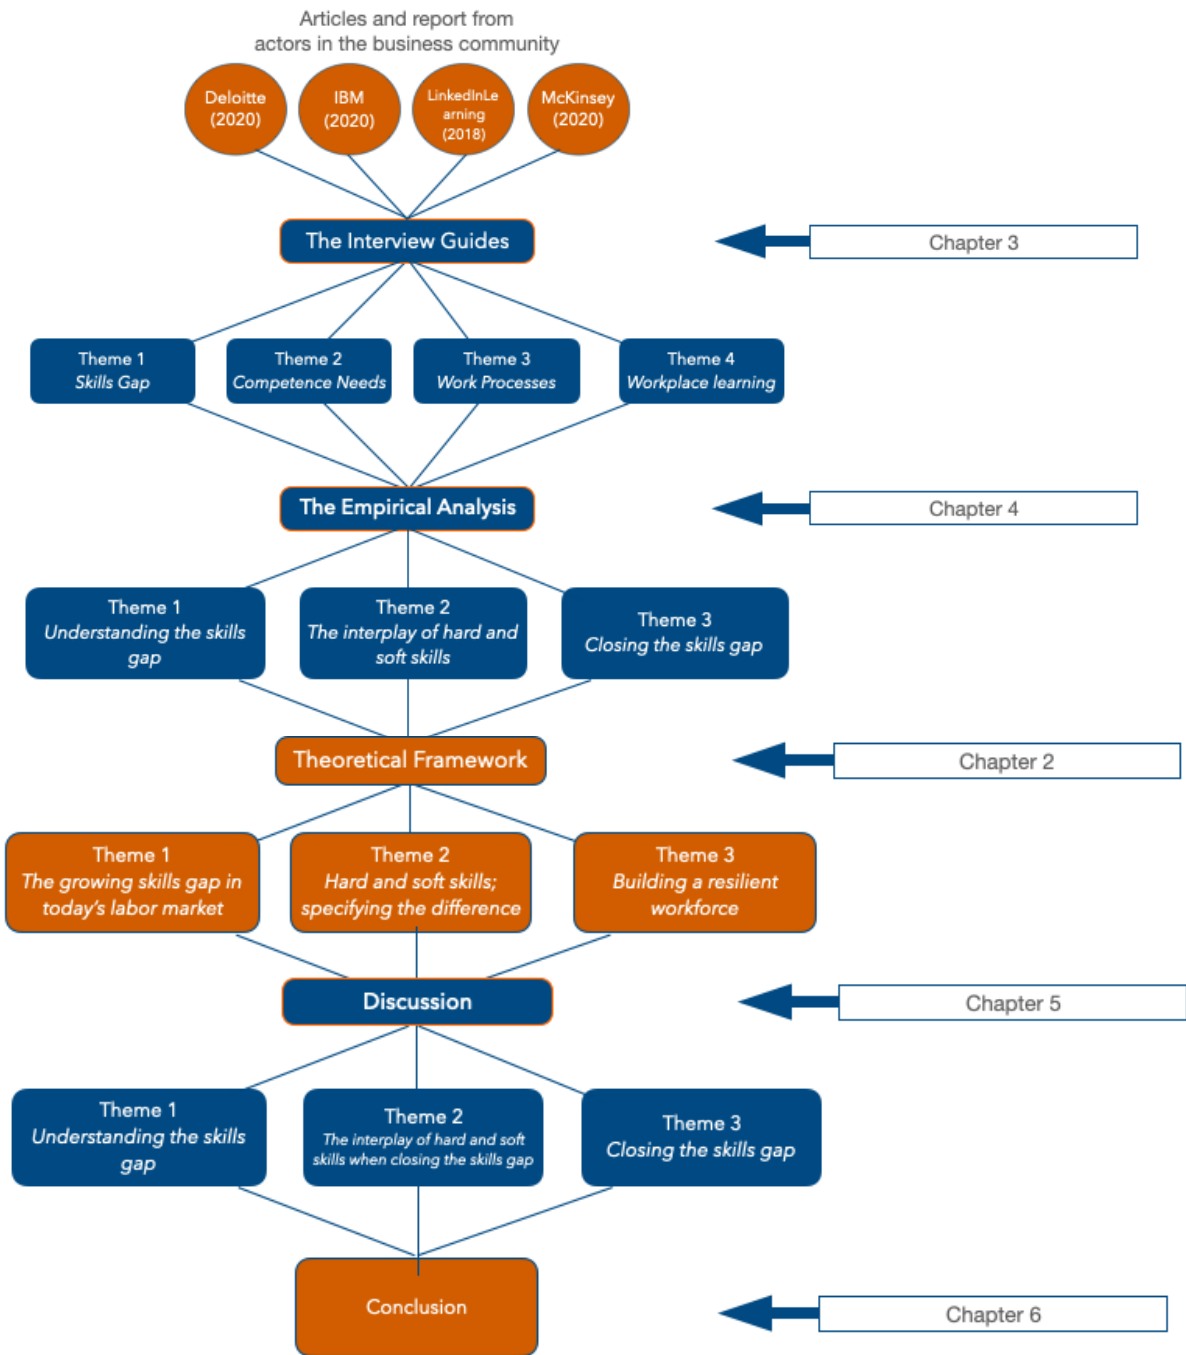 Articles and report from
actors in the business community
Deloitte
(2020)
IBM
(2020)
LinkedInLe
arning
(2018)
McKinsey
(2020)
The Interview Guides
Chapter 3
Theme 1
Skills Gap
Theme 2
Competence Needs
Theme 3
Work Processes
Theme 4
Workplace learning
The Empirical Analysis
Chapter 4
Theme 1
Understanding the skills
gap
Theme 2
The interplay of hard and
soft skills
Theme 3
Closing the skills gap
Theoretical Framework
Chapter 2
Theme 1
The growing skills gap in
today's labor market
Theme 2
Hard and soft skills;
specifying the difference
Theme 3
Building a resilient
workforce
Discussion
Chapter 5
Theme 1
Understanding the skills
gap
Theme 2
The interplay of hard and soft
skills when closing the skills gap
Theme 3
Closing the skills gap
Conclusion
Chapter 6